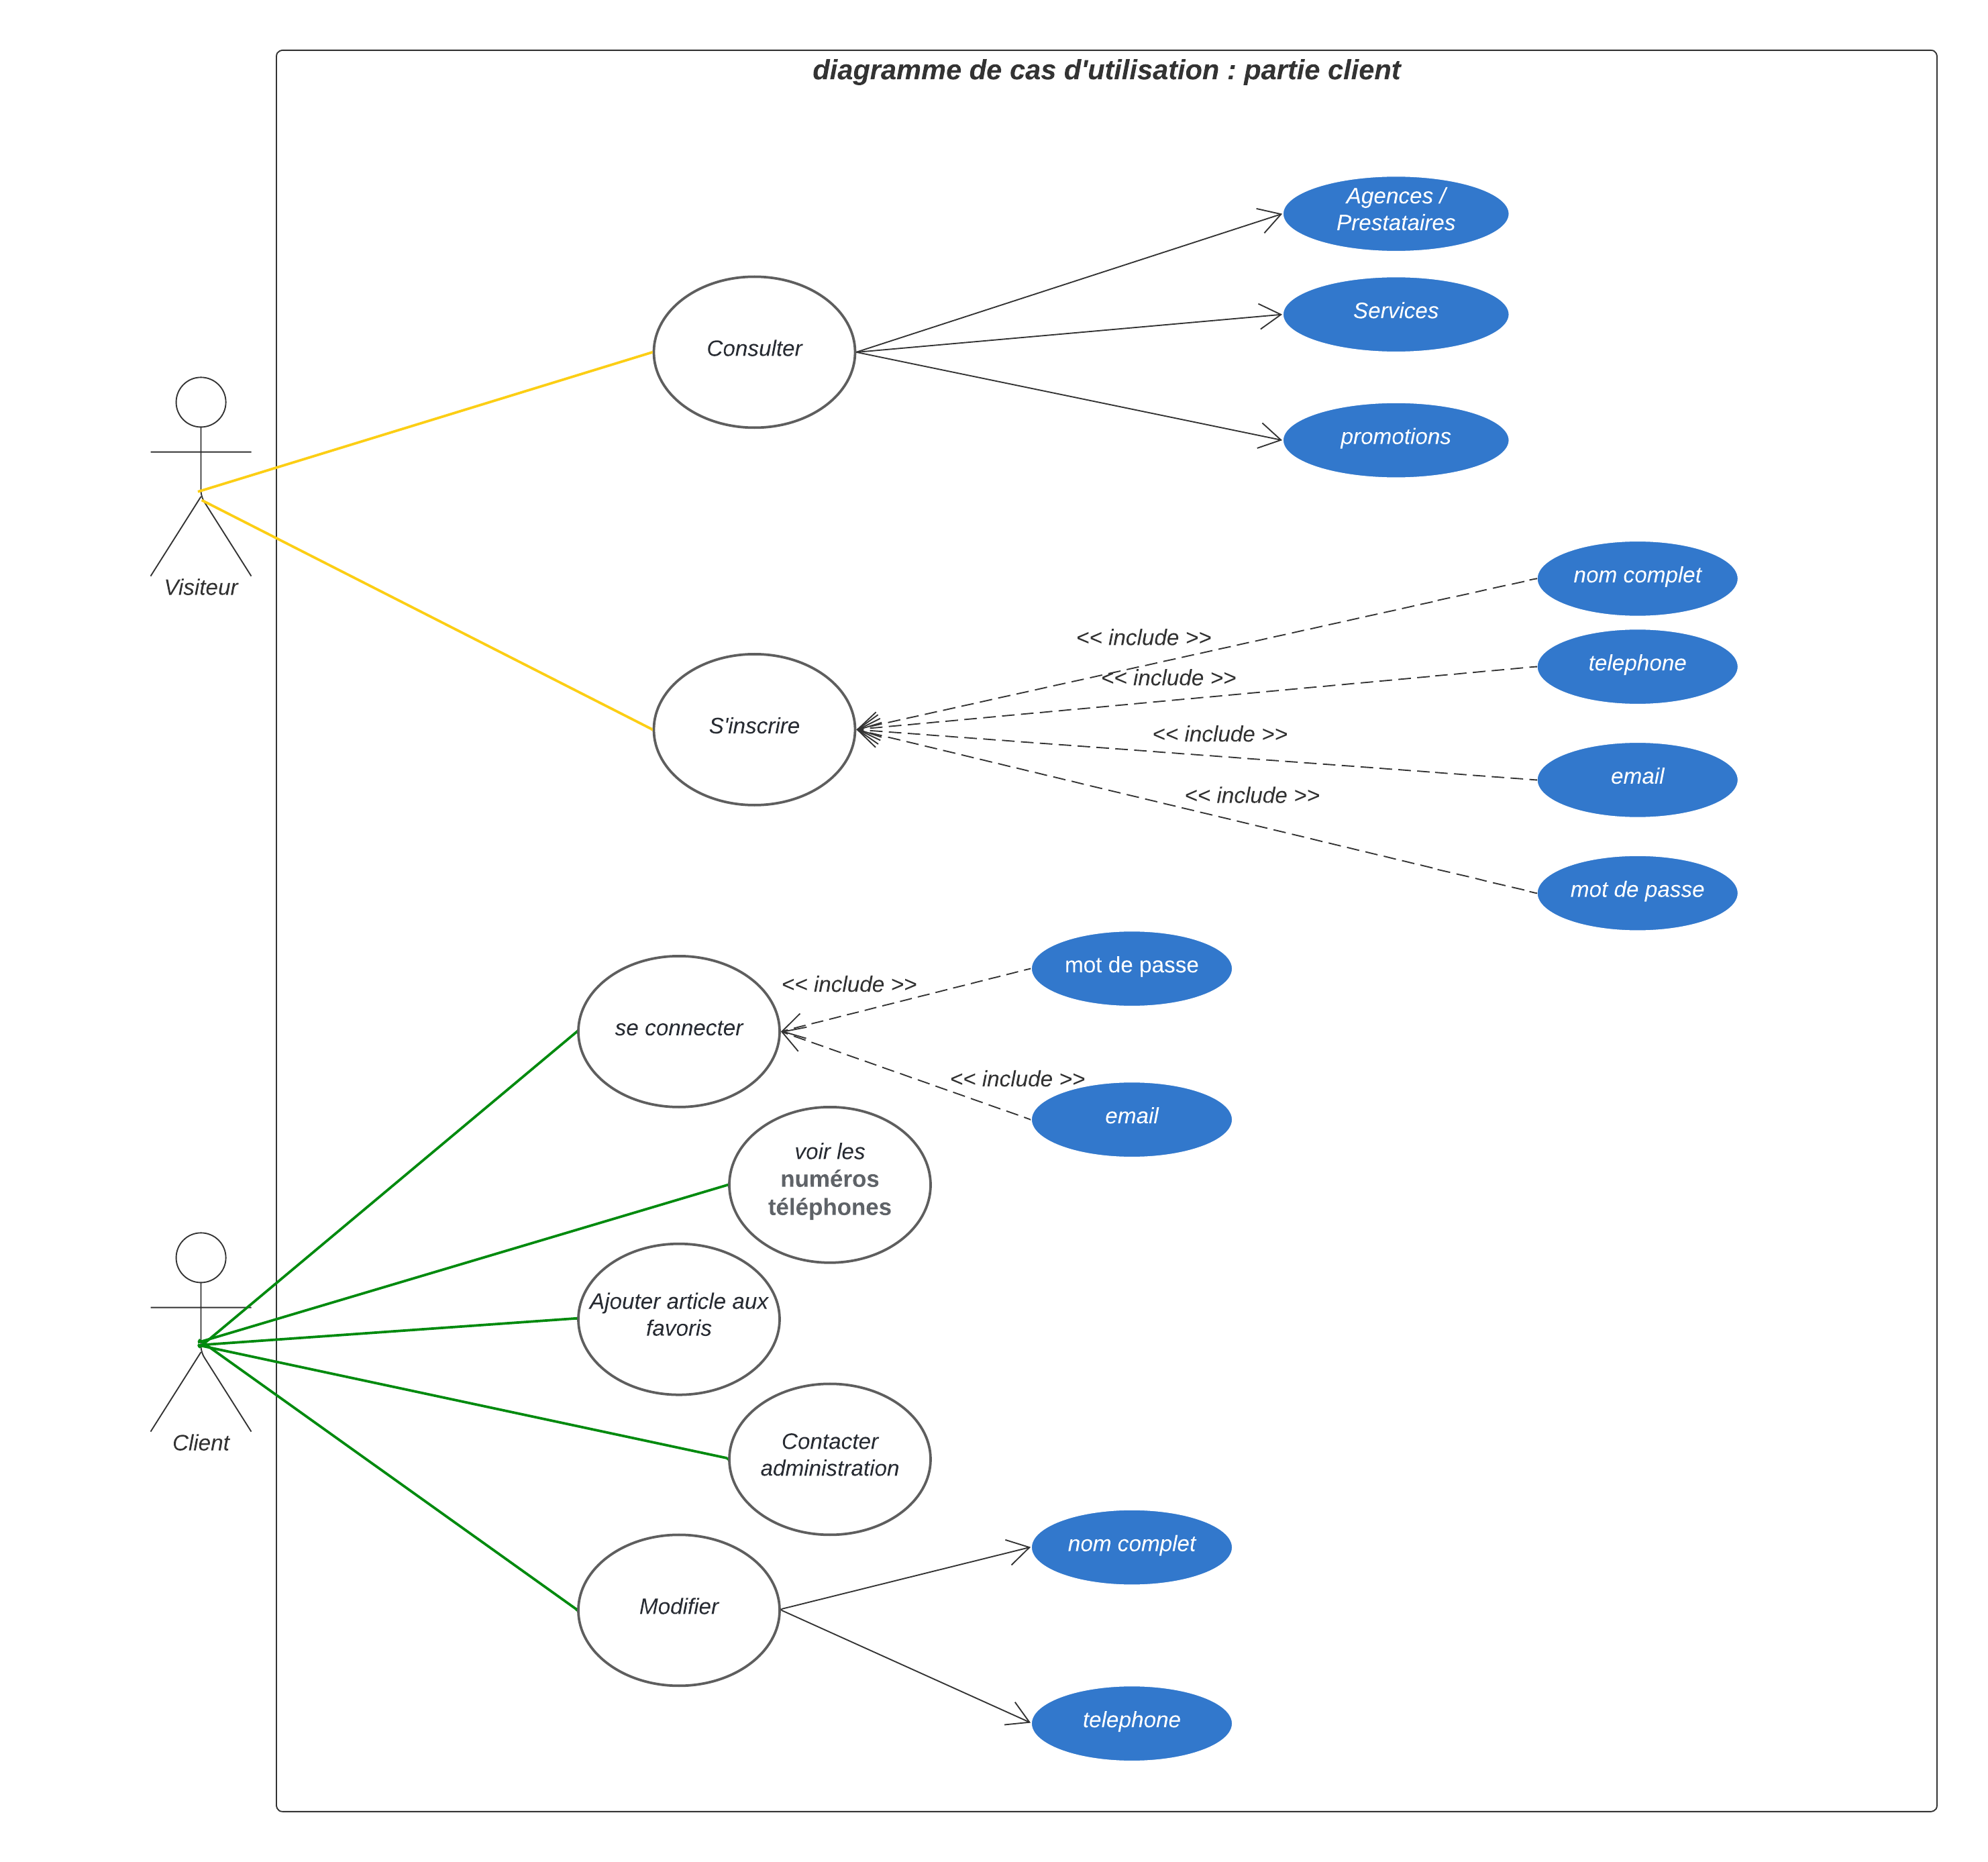 diagramme de cas d'utilisation : partie client
Agences /
Prestataires
Services
Consulter
promotions
Visiteur
nom complet
<< include >>
telephone
<< include >>
S'inscrire
<< include >>
email
<< include >>
mot de passe
mot de passe
<< include >>
se connecter
<< include >>
email
voir les
numéros
téléphones
Ajouter article aux
favoris
Client
Contacter
administration
nom complet
Modifier
telephone